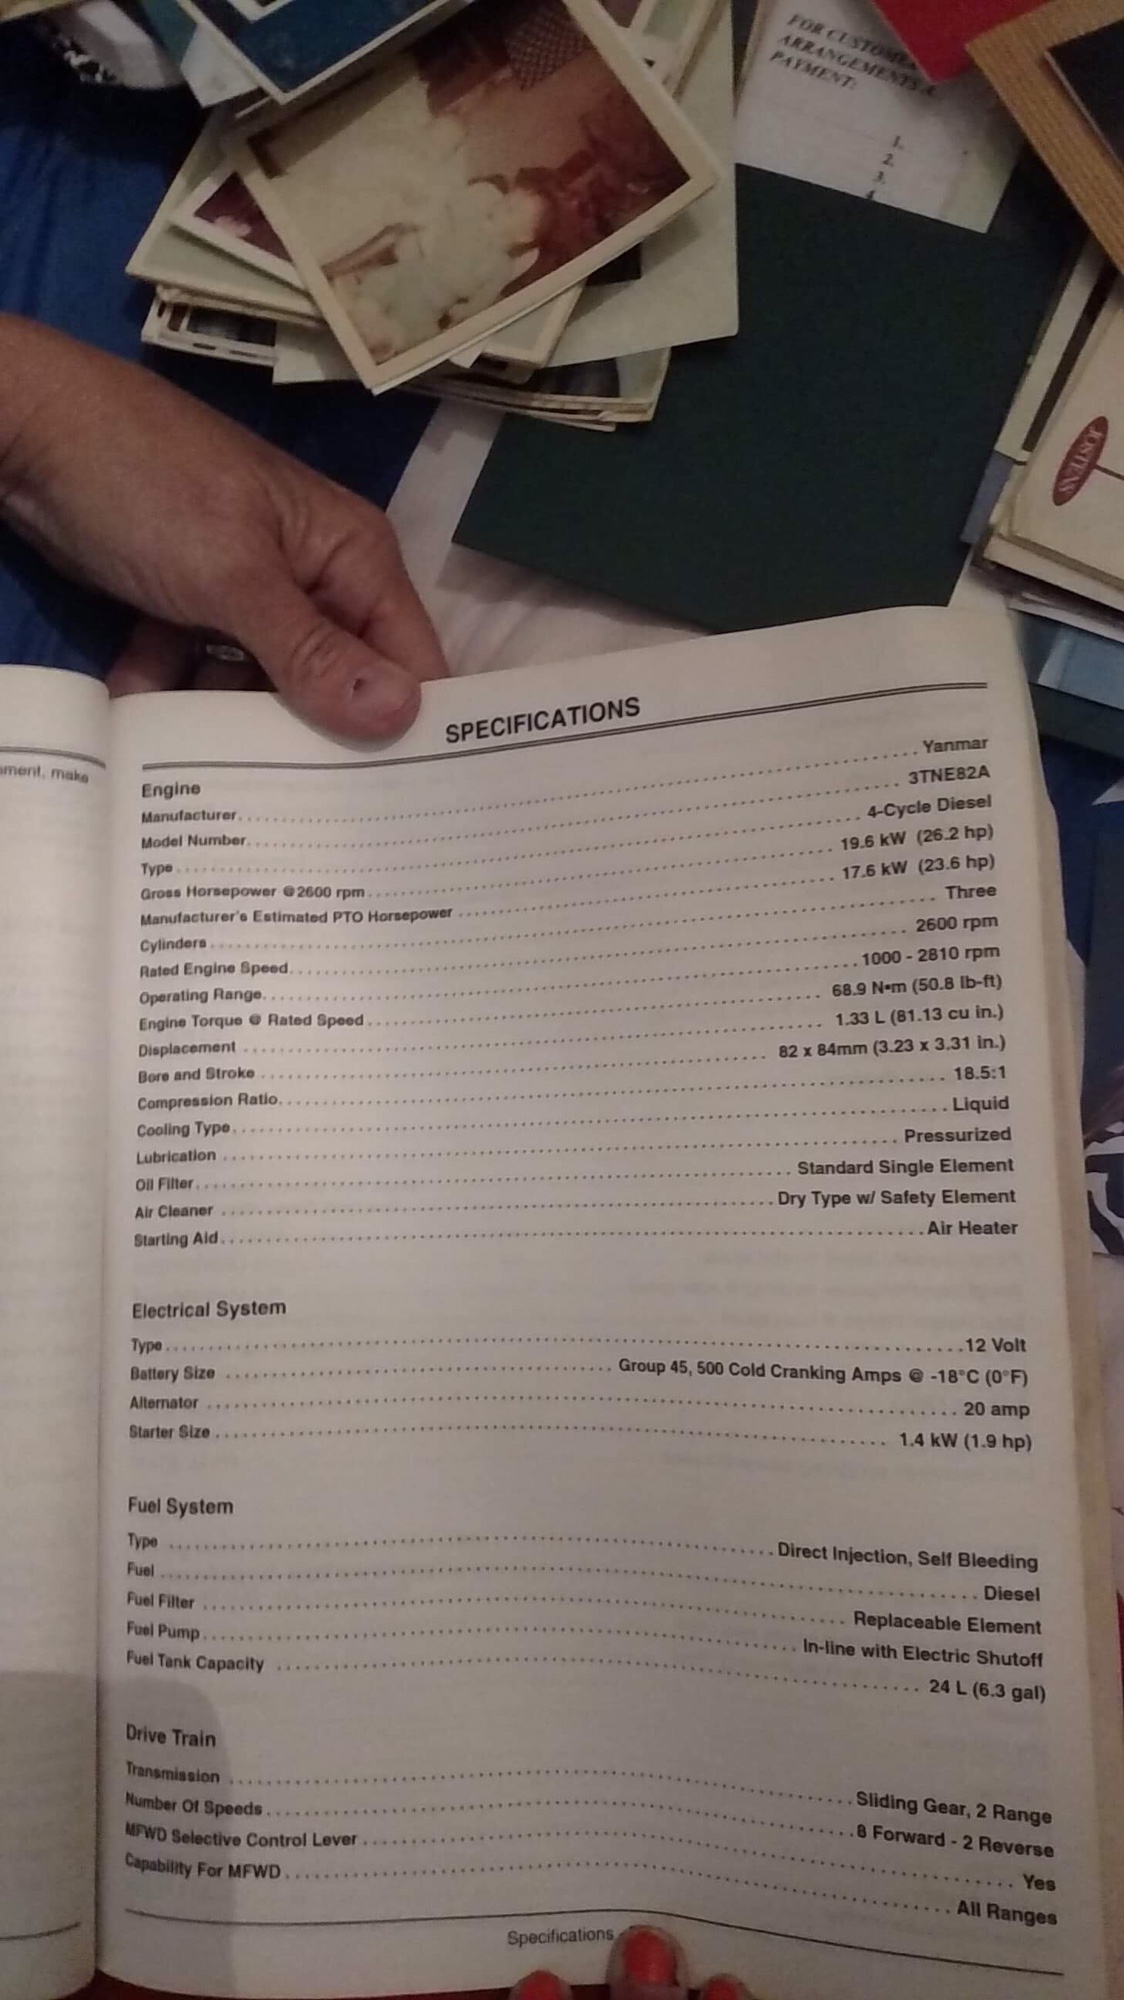 FOR CUSTOMER
ARRANGEMENTS &
PAYMENT:
1.
2.
3.
4
JOSTENS
ment, make
SPECIFICATIONS
Engine
Manufacturer Yanmar
Model Number 3TNE82A
Type 4-Cycle Diesel
Gross Horsepower @2600 rpm 19.6 kW (26.2 hp)
Manufacturer's Estimated PTO Horsepower 17.6 kW (23.6 hp)
Cylinders Three
Rated Engine Speed 2600 rpm
Operating Range 1000 - 2810 rpm
Engine Torque @ Rated Speed 68.9 N•m (50.8 lb-ft)
Displacement 1.33 L (81.13 cu in.)
Bore and Stroke 82 x 84mm (3.23 x 3.31 in.)
Compression Ratio 18.5:1
Cooling Type Liquid
Lubrication Pressurized
Oil Filter Standard Single Element
Air Cleaner Dry Type w/ Safety Element
Starting Aid Air Heater
Electrical System
Type 12 Volt
Battery Size Group 45, 500 Cold Cranking Amps @ -18°C (0°F)
Alternator 20 amp
Starter Size 1.4 kW (1.9 hp)
Fuel System
Type Direct Injection, Self Bleeding
Fuel Diesel
Fuel Filter Replaceable Element
Fuel Pump In-line with Electric Shutoff
Fuel Tank Capacity 24 L (6.3 gal)
Drive Train
Transmission Sliding Gear, 2 Range
Number Of Speeds 8 Forward - 2 Reverse
MFWD Selective Control Lever Yes
Capability For MFWD All Ranges
Specifications